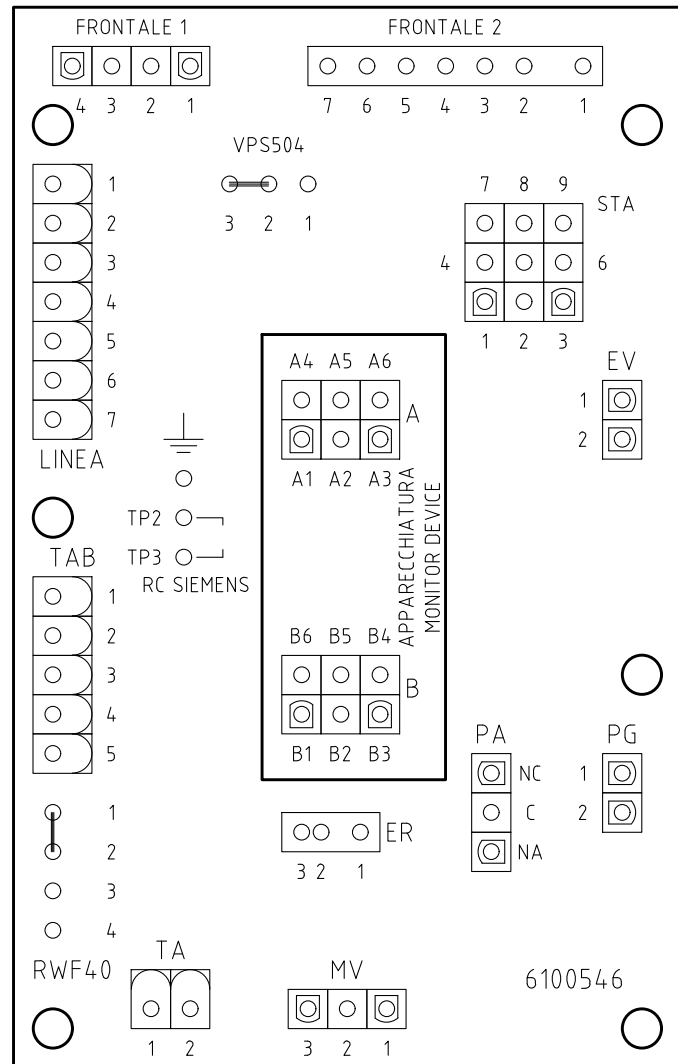 FRONTALE 1
4 3 2 1
FRONTALE 2
7 6 5 4 3 2 1
VPS504
3 2 1
1
2
3
4
5
6
7
LINEA
7 8 9
STA
4 6
1 2 3
EV
1
2
A4 A5 A6
A
A1 A2 A3
APPARECCHIATURA
MONITOR DEVICE
B6 B5 B4
B
B1 B2 B3
TP2
TP3
RC SIEMENS
TAB
1
2
3
4
5
PA
NC
C
NA
PG
1
2
ER
3 2 1
1
2
3
4
RWF40
TA
1 2
MV
3 2 1
6100546